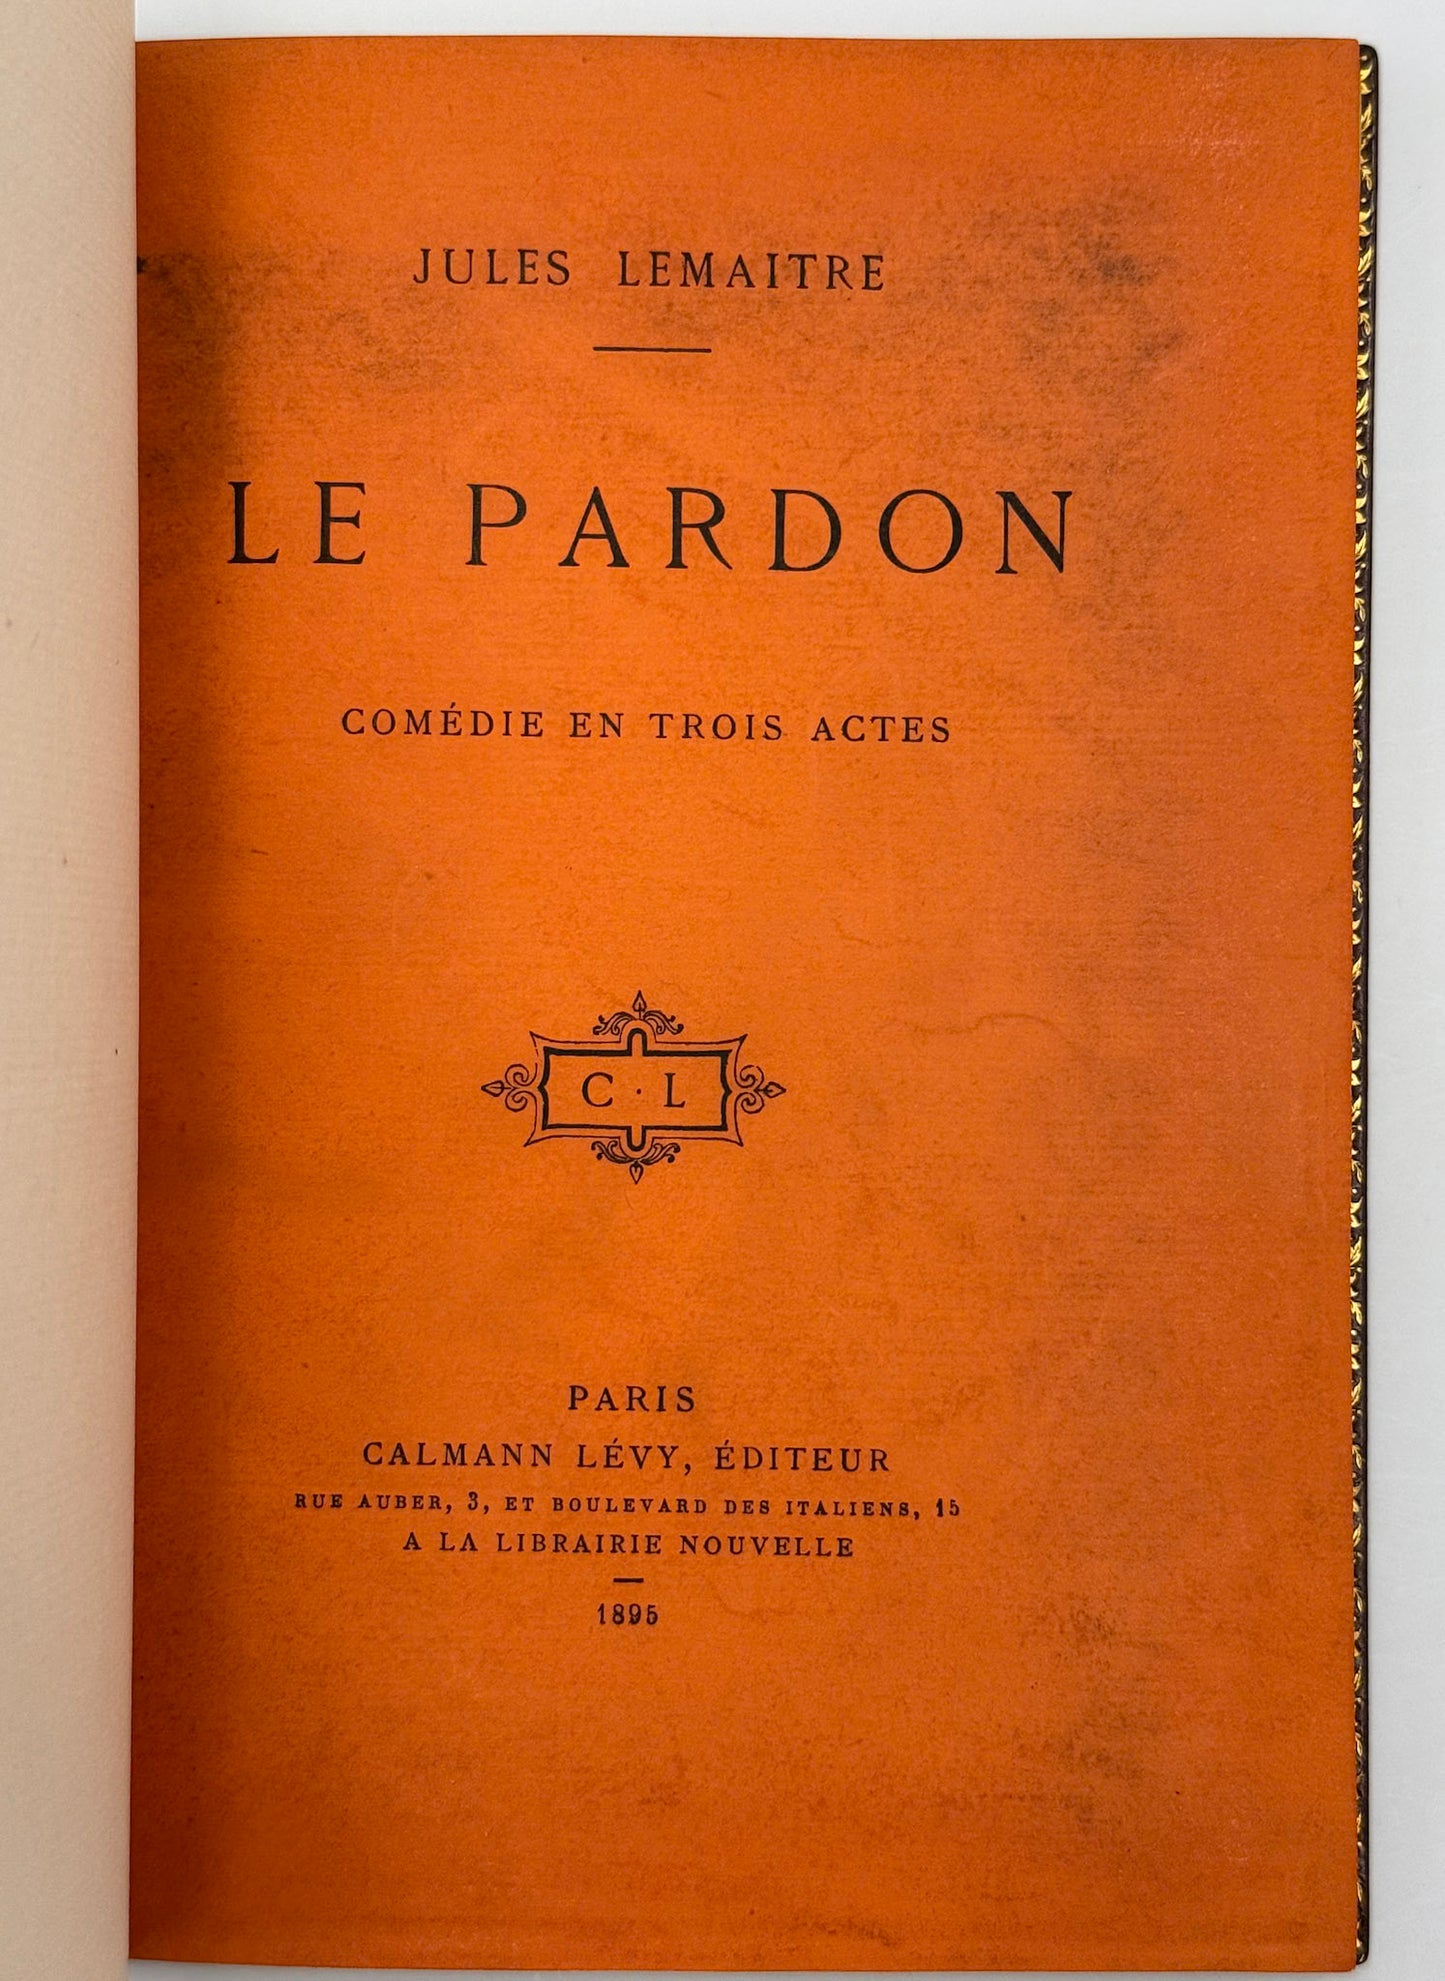 JULES LEMAITRE
LE PARDON
COMÉDIE EN TROIS ACTES
C · L
PARIS
CALMANN LÉVY, ÉDITEUR
RUE AUBER, 3, ET BOULEVARD DES ITALIENS, 15
A LA LIBRAIRIE NOUVELLE
1895